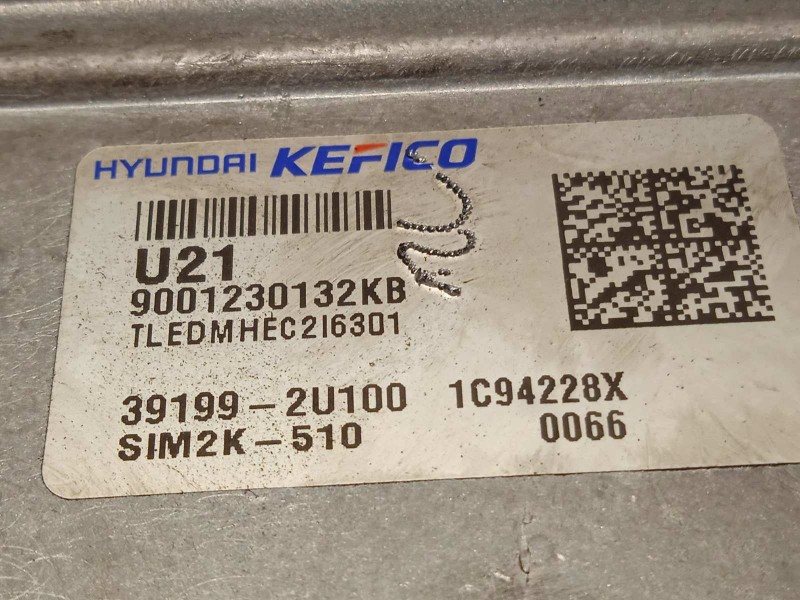 HYUNDAI KEFICO
U21
9001230132KB
TLEDMHEC2I6301
39199-2U100 1C94228X
SIM2K-510 0066